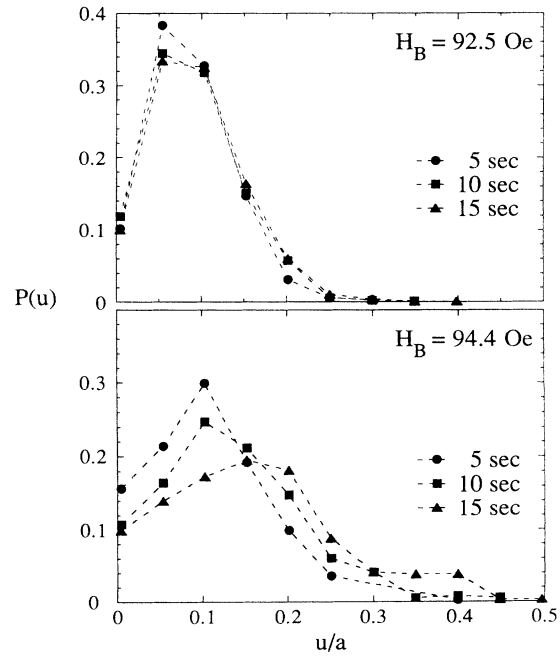 0.4
H_B = 92.5 Oe
0.3
5 sec
0.2
10 sec
15 sec
0.1
P(u)
0
H_B = 94.4 Oe
0.3
0.2
5 sec
10 sec
15 sec
0.1
0
0 0.1 0.2 0.3 0.4 0.5
u/a